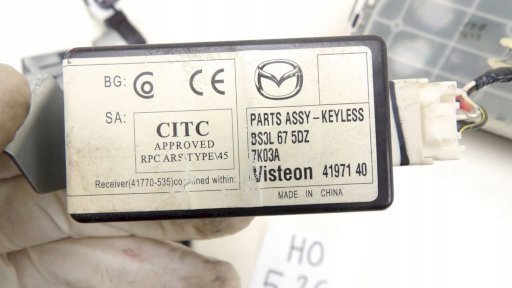 BG:
CE
SA:
CITC
APPROVED
RPC ARS\TYPE\45
Receiver(41770-535)contained within:
PARTS ASSY-KEYLESS
BS3L 67 5DZ
7K03A
Visteon 41971 40
MADE IN CHINA
HO